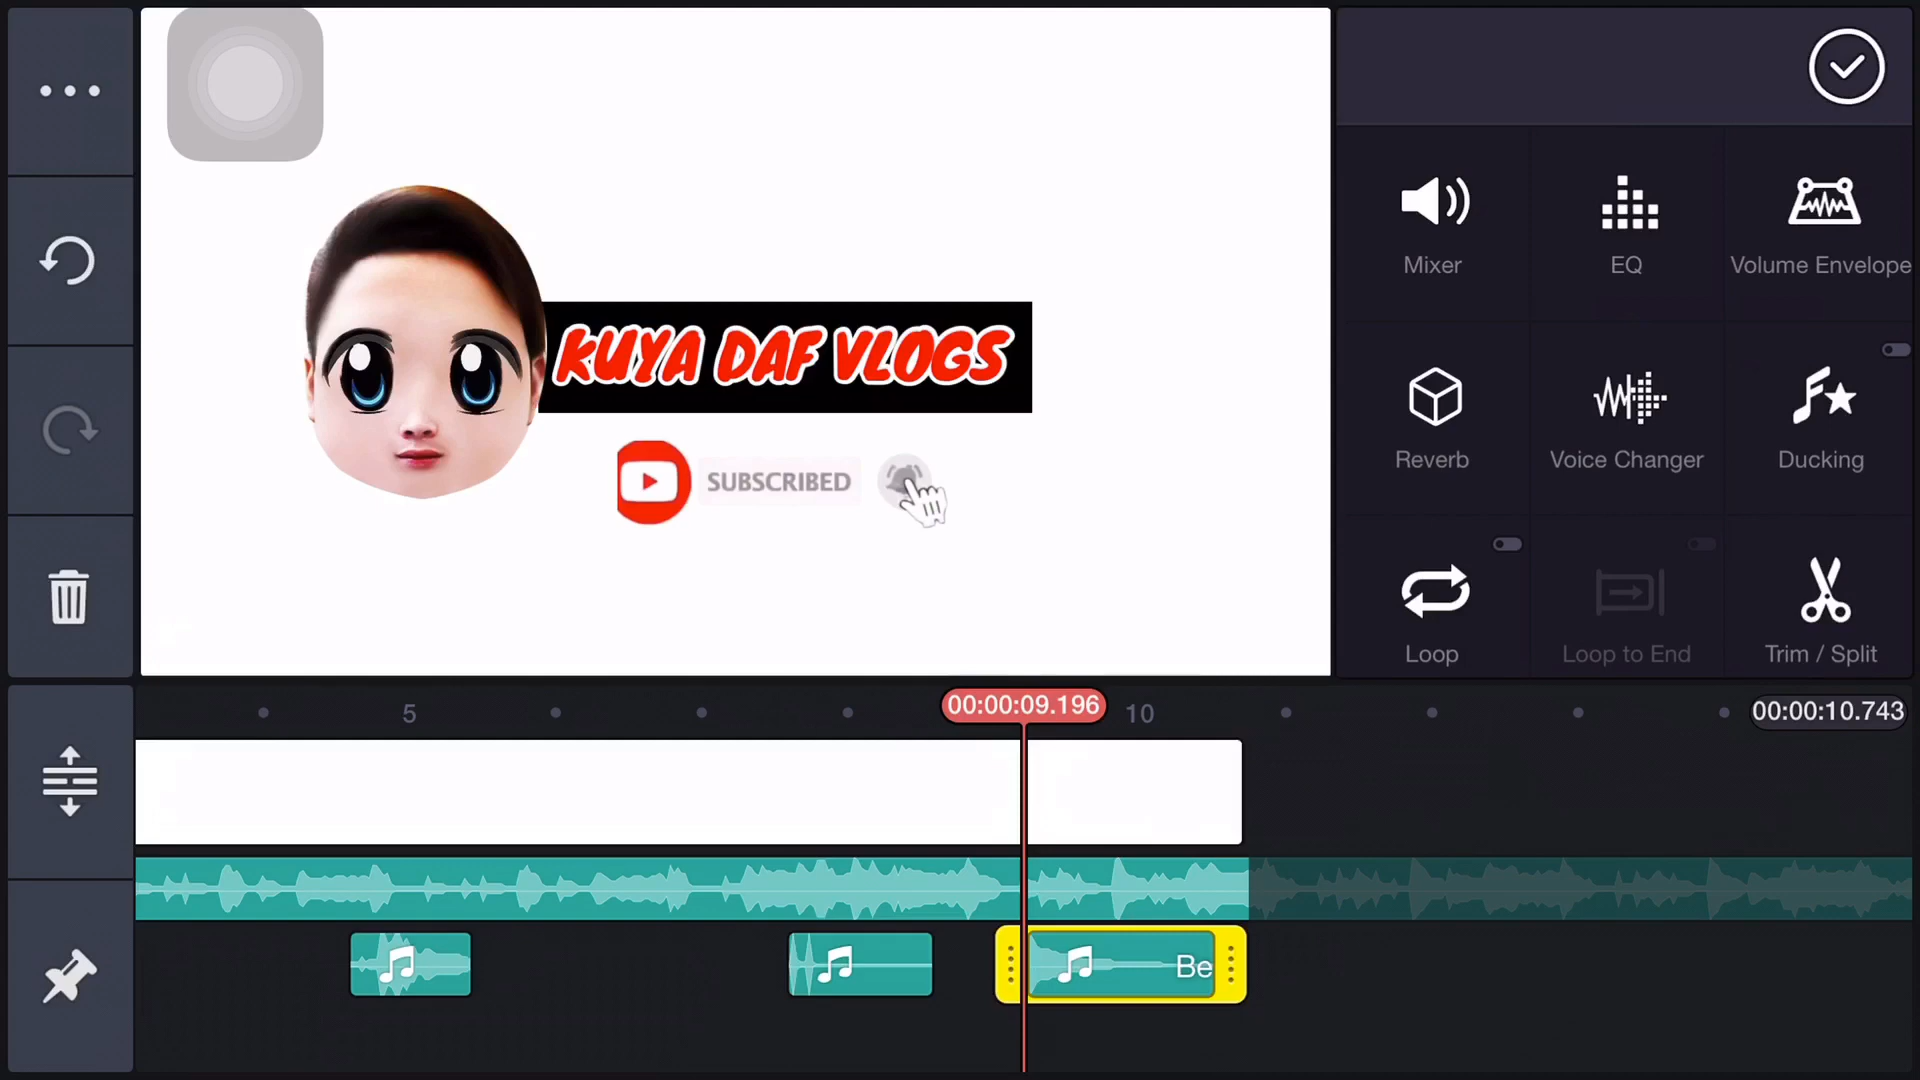 KUYA DAF VLOGS
SUBSCRIBED
Mixer
EQ
Volume Envelope
Reverb
Voice Changer
Ducking
Loop
Loop to End
Trim / Split
5
00:00:09.196
10
00:00:10.743
Be